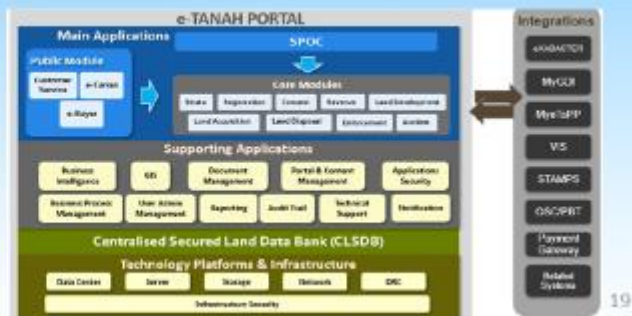 e-TANAH PORTAL
Main Applications
SPOC
Public Module
Customer Service
e-Carian
e-Bayar
Core Modules
Strata
Registration
Consent
Revenue
Land Development
Land Acquisition
Land Disposal
Enforcement
Auction
Supporting Applications
Business Intelligence
GIS
Document Management
Portal & Content Management
Applications Security
Business Process Management
User Admin Management
Reporting
Audit Trail
Technical Support
Notification
Centralised Secured Land Data Bank (CLSDB)
Technology Platforms & Infrastructure
Data Center
Server
Storage
Network
DRC
Infrastructure Security
Integrations
MyGDI
MyeTaPP
VIS
STAMPS
OSC/PBT
Payment Gateway
Related Systems
19